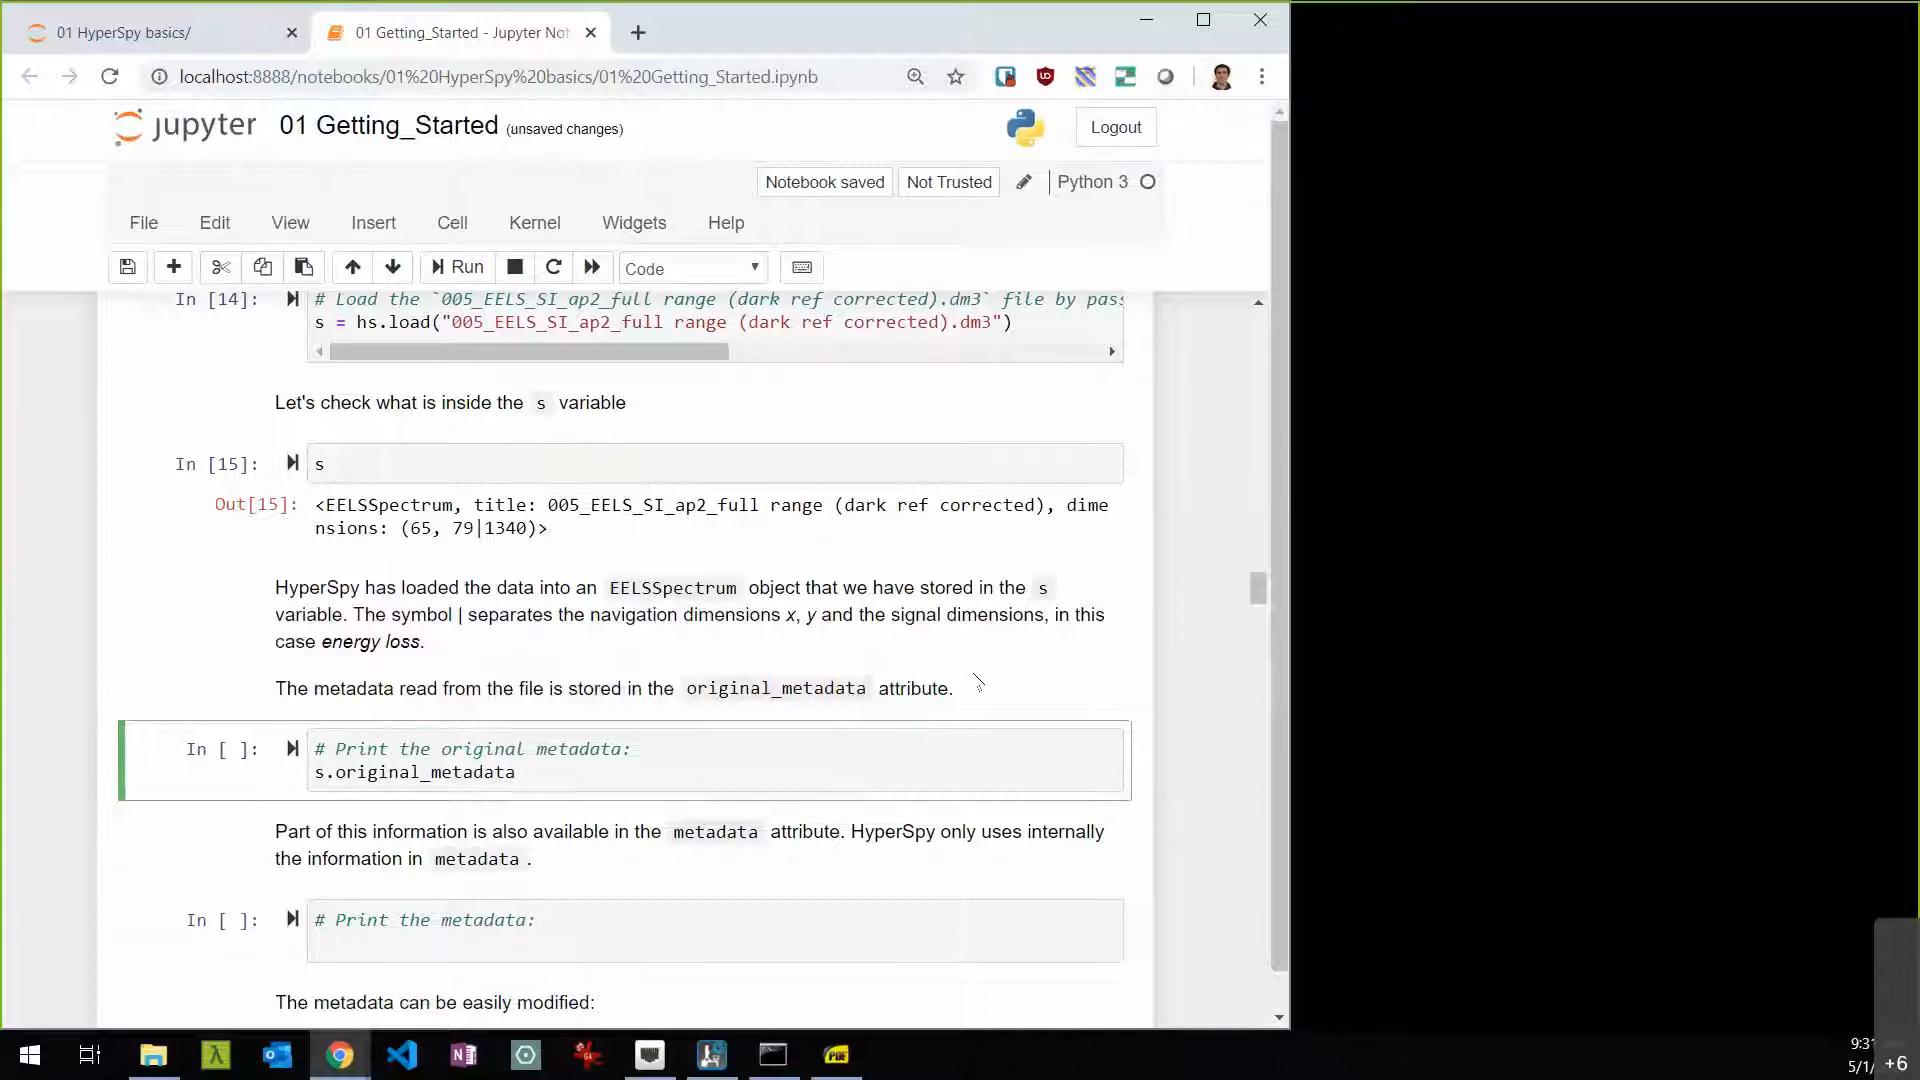 01 HyperSpy basics/
01 Getting_Started - Jupyter Not
localhost:8888/notebooks/01%20HyperSpy%20basics/01%20Getting_Started.ipynb
jupyter 01 Getting_Started (unsaved changes)
Logout
Notebook saved Not Trusted Python 3
File Edit View Insert Cell Kernel Widgets Help
Run Code
In [14]: # Load the `005_EELS_SI_ap2_full range (dark ref corrected).dm3` file by pas
s = hs.load("005_EELS_SI_ap2_full range (dark ref corrected).dm3")
Let's check what is inside the s variable
In [15]: s
Out[15]: <EELSSpectrum, title: 005_EELS_SI_ap2_full range (dark ref corrected), dime
nsions: (65, 79|1340)>
HyperSpy has loaded the data into an EELSSpectrum object that we have stored in the s
variable. The symbol | separates the navigation dimensions x, y and the signal dimensions, in this
case energy loss.
The metadata read from the file is stored in the original_metadata attribute.
In [ ]: # Print the original metadata:
s.original_metadata
Part of this information is also available in the metadata attribute. HyperSpy only uses internally
the information in metadata .
In [ ]: # Print the metadata:
The metadata can be easily modified:
9:31
5/1/
+6
PDF